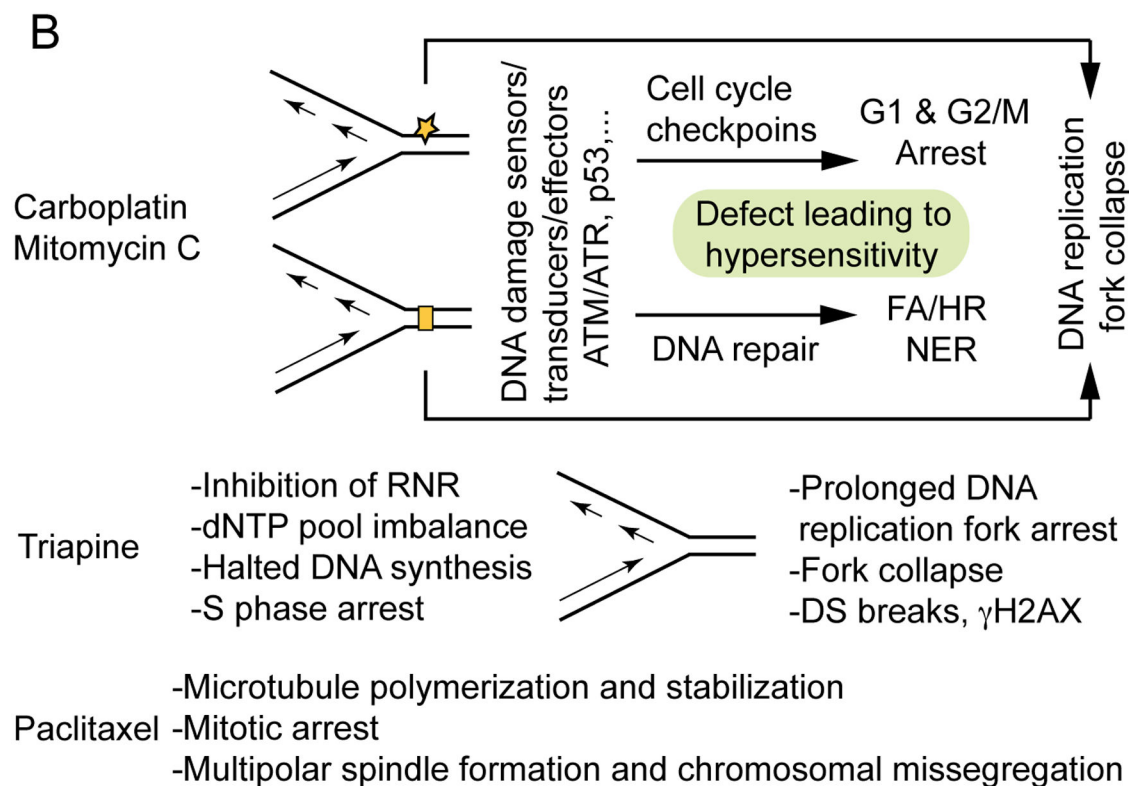 B
Carboplatin
Mitomycin C
DNA damage sensors/
transducers/effectors
ATM/ATR, p53,...
Cell cycle
checkpoins
G1 & G2/M
Arrest
Defect leading to
hypersensitivity
DNA repair
FA/HR
NER
DNA replication
fork collapse
Triapine
-Inhibition of RNR
-dNTP pool imbalance
-Halted DNA synthesis
-S phase arrest
-Prolonged DNA
replication fork arrest
-Fork collapse
-DS breaks, γH2AX
Paclitaxel
-Microtubule polymerization and stabilization
-Mitotic arrest
-Multipolar spindle formation and chromosomal missegregation